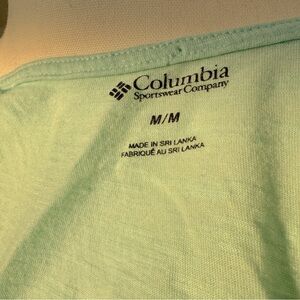 Columbia
Sportswear Company
M/M
MADE IN SRI LANKA
FABRIQUÉ AU SRI LANKA